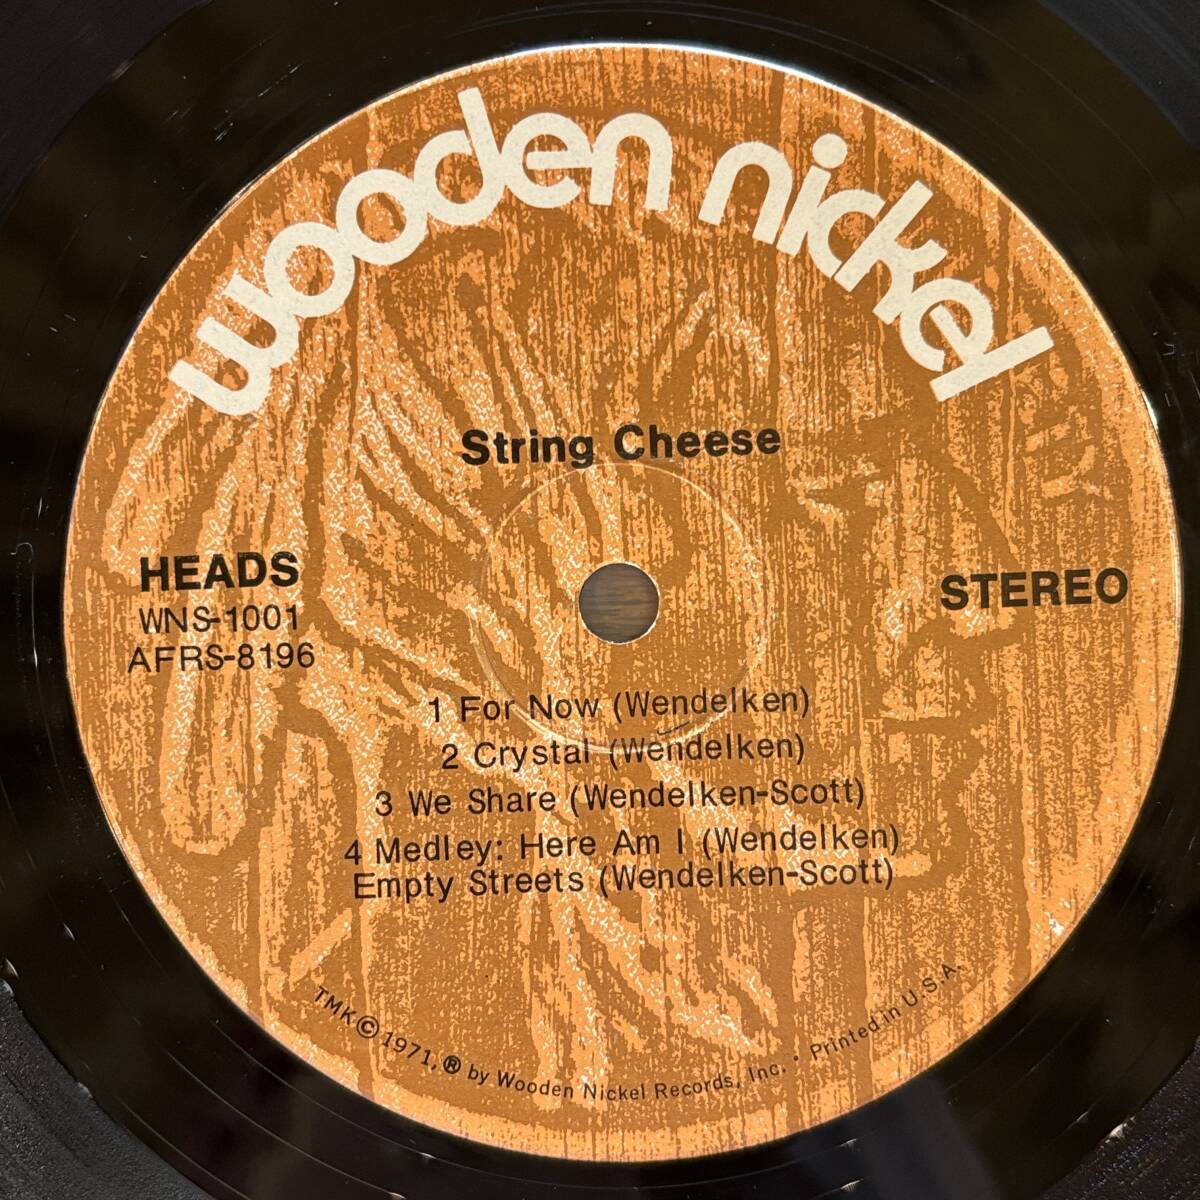 wooden nickel
String Cheese
HEADS
WNS-1001
AFRS-8196
STEREO
1 For Now (Wendelken)
2 Crystal (Wendelken)
3 We Share (Wendelken-Scott)
4 Medley: Here Am I (Wendelken)
Empty Streets (Wendelken-Scott)
TMK © 1971, ® by Wooden Nickel Records, Inc. • Printed in U.S.A.